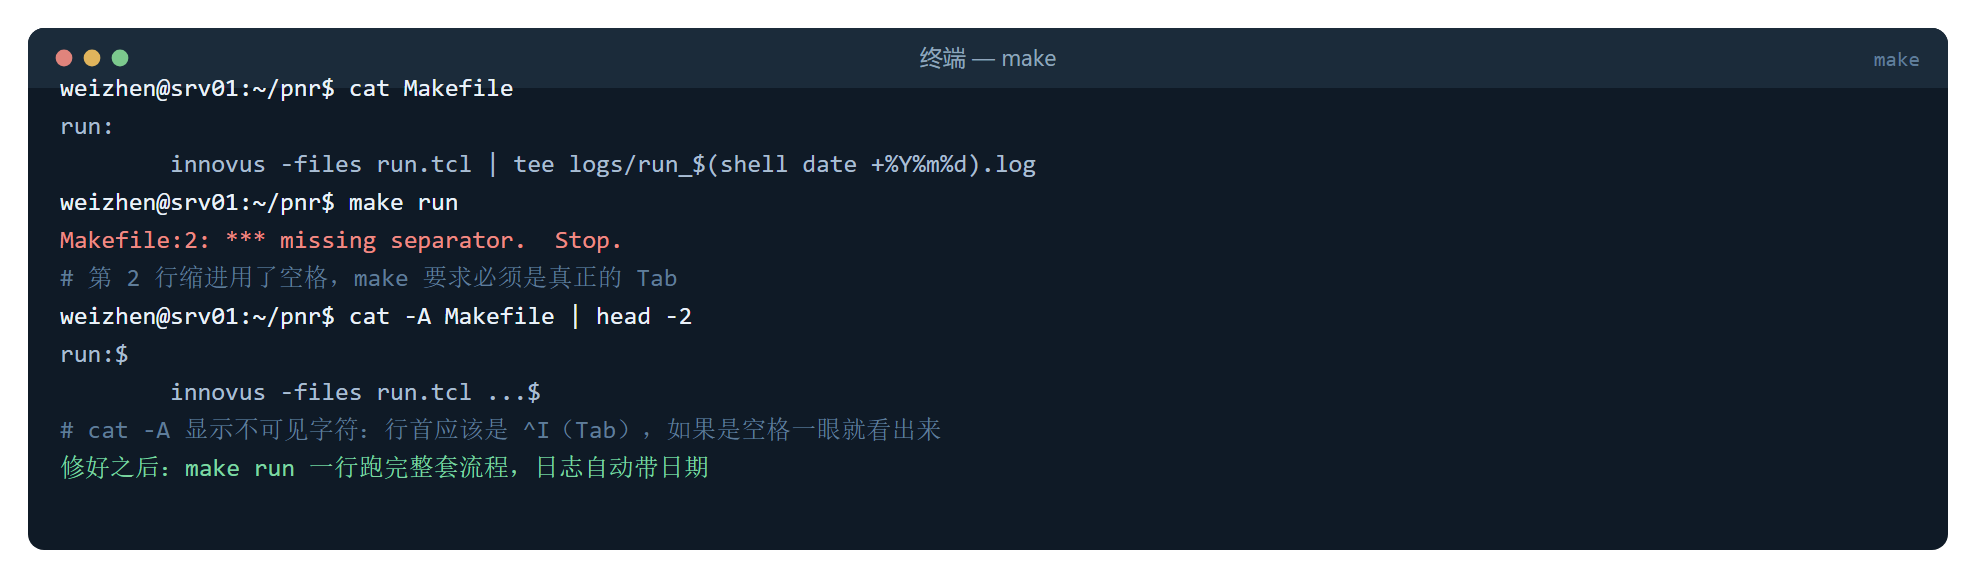 终端 — make
make
weizhen@srv01:~/pnr$ cat Makefile
run:
        innovus -files run.tcl | tee logs/run_$(shell date +%Y%m%d).log
weizhen@srv01:~/pnr$ make run
Makefile:2: *** missing separator.  Stop.
# 第 2 行缩进用了空格，make 要求必须是真正的 Tab
weizhen@srv01:~/pnr$ cat -A Makefile | head -2
run:$
        innovus -files run.tcl ...$
# cat -A 显示不可见字符：行首应该是 ^I（Tab），如果是空格一眼就看出来
修好之后：make run 一行跑完整套流程，日志自动带日期